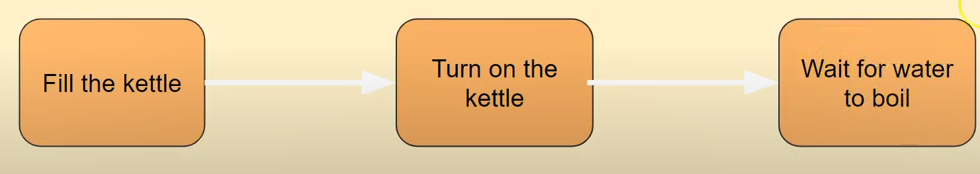 Fill the kettle
Turn on the
kettle
Wait for water
to boil